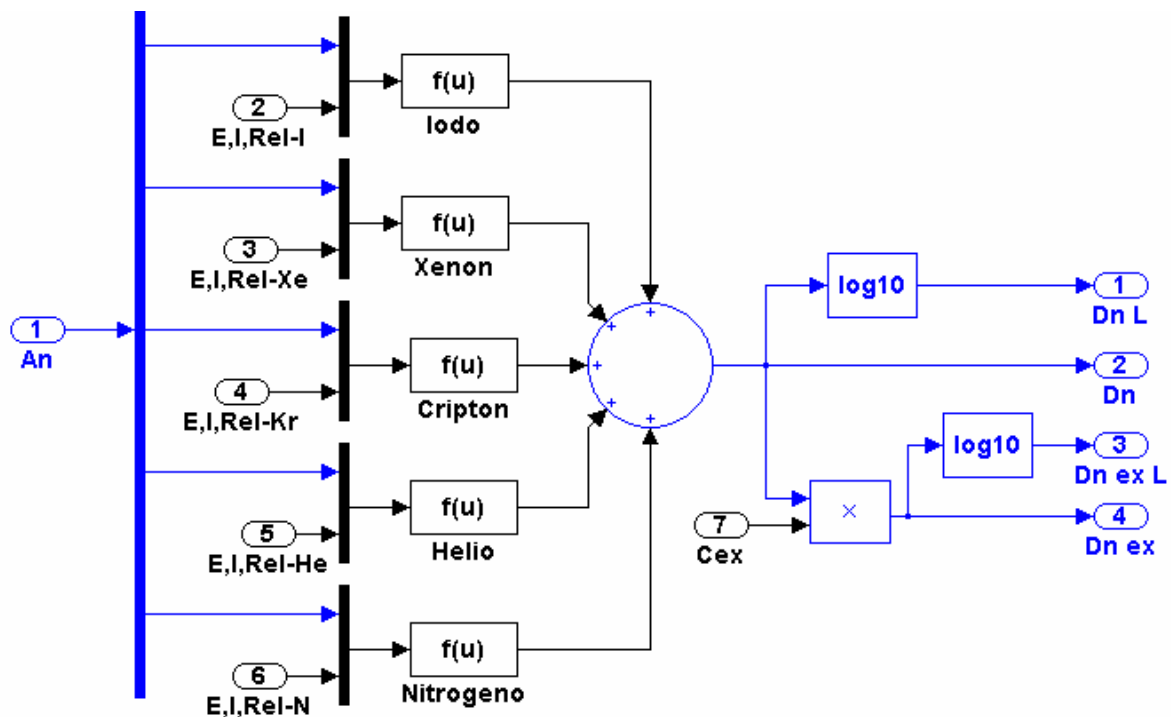 f(u)
Iodo
2
E,I,Rel-I
f(u)
Xenon
3
E,I,Rel-Xe
log10
1
Dn L
1
An
f(u)
Cripton
4
E,I,Rel-Kr
2
Dn
log10
3
Dn ex L
f(u)
Helio
5
E,I,Rel-He
7
Cex
×
4
Dn ex
f(u)
Nitrogeno
6
E,I,Rel-N
+
+
+
+
+